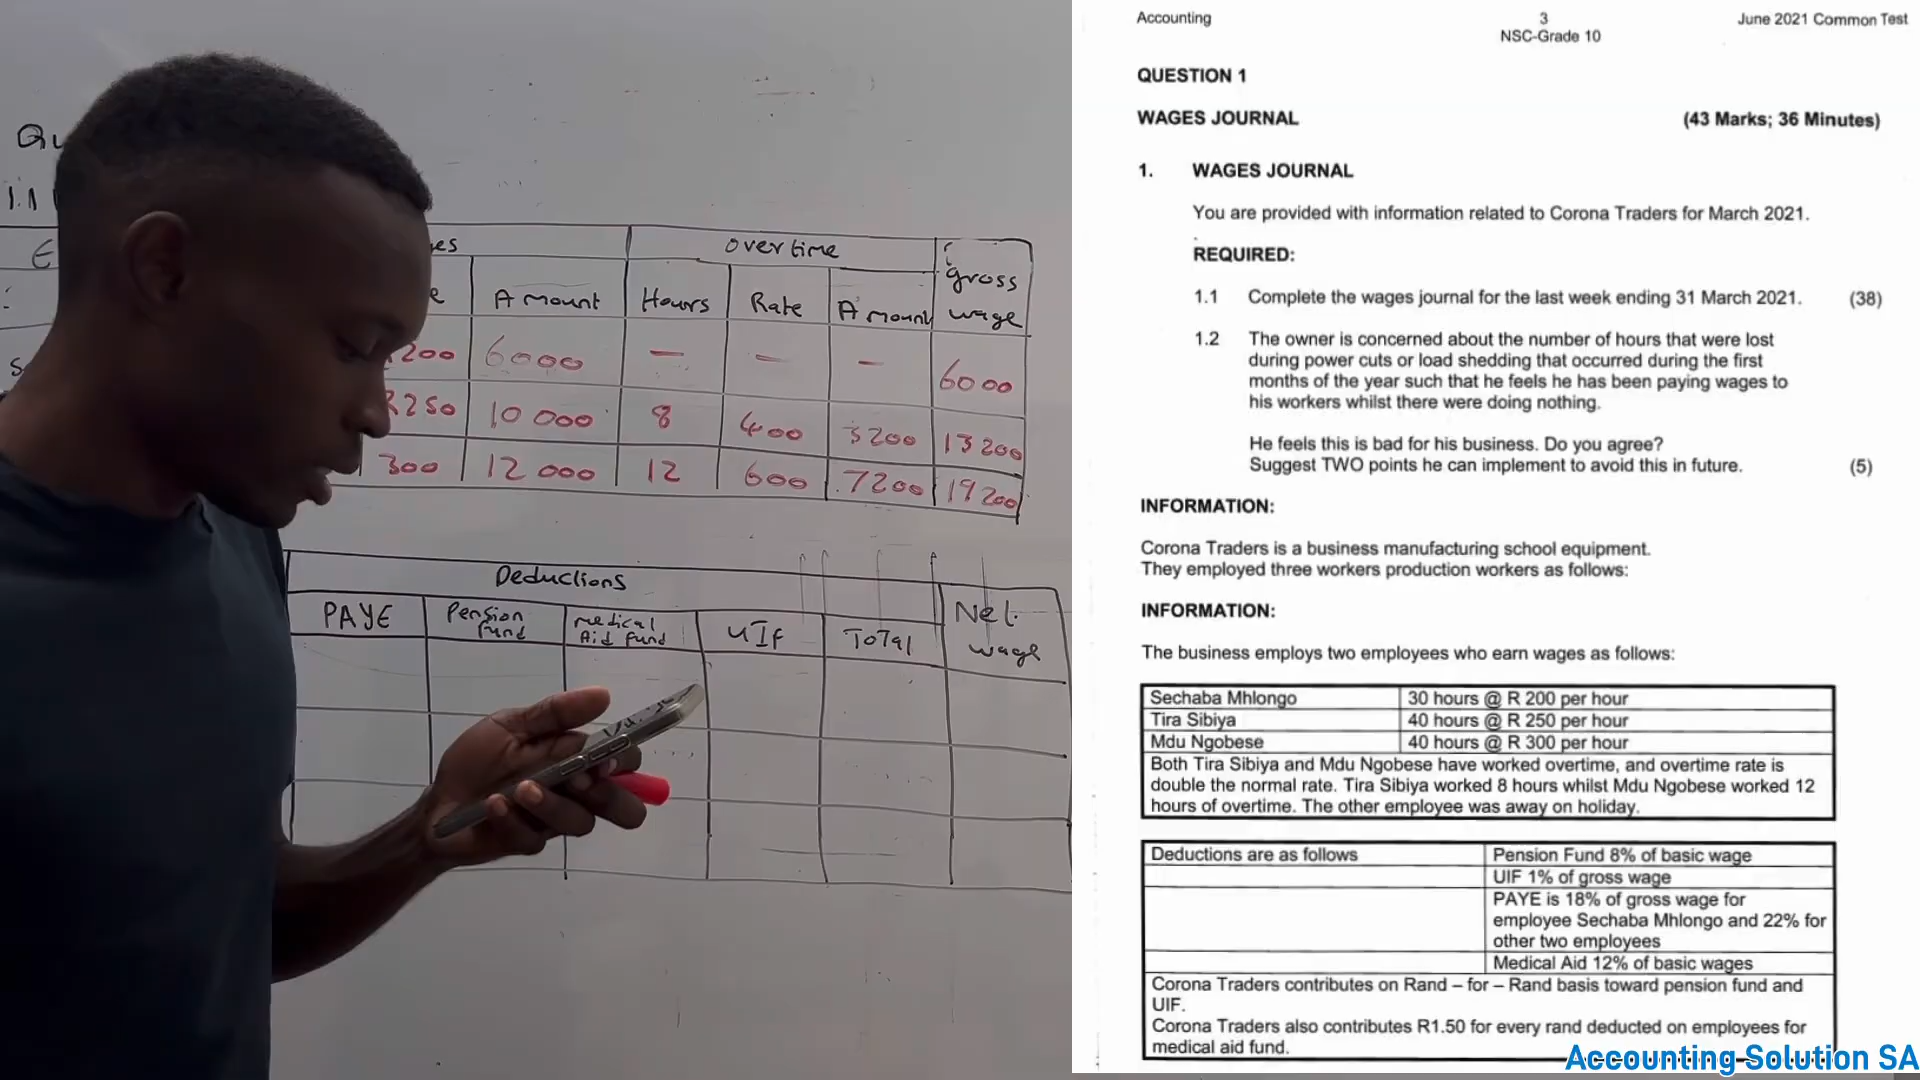 Qu
1.1
E
es
overtime
gross
wage
e
Amount
Hours
Rate
Amount
200
6000
—
—
-
6000
R250
10 000
8
400
3200
13 200
300
12 000
12
600
7200
19 200
Deductions
PAYE
Pension
fund
medical
Aid fund
UIF
ToTal
Net
wage
Accounting
3
June 2021 Common Test
NSC-Grade 10
QUESTION 1
WAGES JOURNAL
(43 Marks; 36 Minutes)
1. WAGES JOURNAL
You are provided with information related to Corona Traders for March 2021.
REQUIRED:
1.1 Complete the wages journal for the last week ending 31 March 2021. (38)
1.2 The owner is concerned about the number of hours that were lost
during power cuts or load shedding that occurred during the first
months of the year such that he feels he has been paying wages to
his workers whilst there were doing nothing.
He feels this is bad for his business. Do you agree?
Suggest TWO points he can implement to avoid this in future. (5)
INFORMATION:
Corona Traders is a business manufacturing school equipment.
They employed three workers production workers as follows:
INFORMATION:
The business employs two employees who earn wages as follows:
Sechaba Mhlongo 30 hours @ R 200 per hour
Tira Sibiya 40 hours @ R 250 per hour
Mdu Ngobese 40 hours @ R 300 per hour
Both Tira Sibiya and Mdu Ngobese have worked overtime, and overtime rate is
double the normal rate. Tira Sibiya worked 8 hours whilst Mdu Ngobese worked 12
hours of overtime. The other employee was away on holiday.
Deductions are as follows Pension Fund 8% of basic wage
UIF 1% of gross wage
PAYE is 18% of gross wage for
employee Sechaba Mhlongo and 22% for
other two employees
Medical Aid 12% of basic wages
Corona Traders contributes on Rand – for – Rand basis toward pension fund and
UIF.
Corona Traders also contributes R1.50 for every rand deducted on employees for
medical aid fund.
Accounting Solution SA